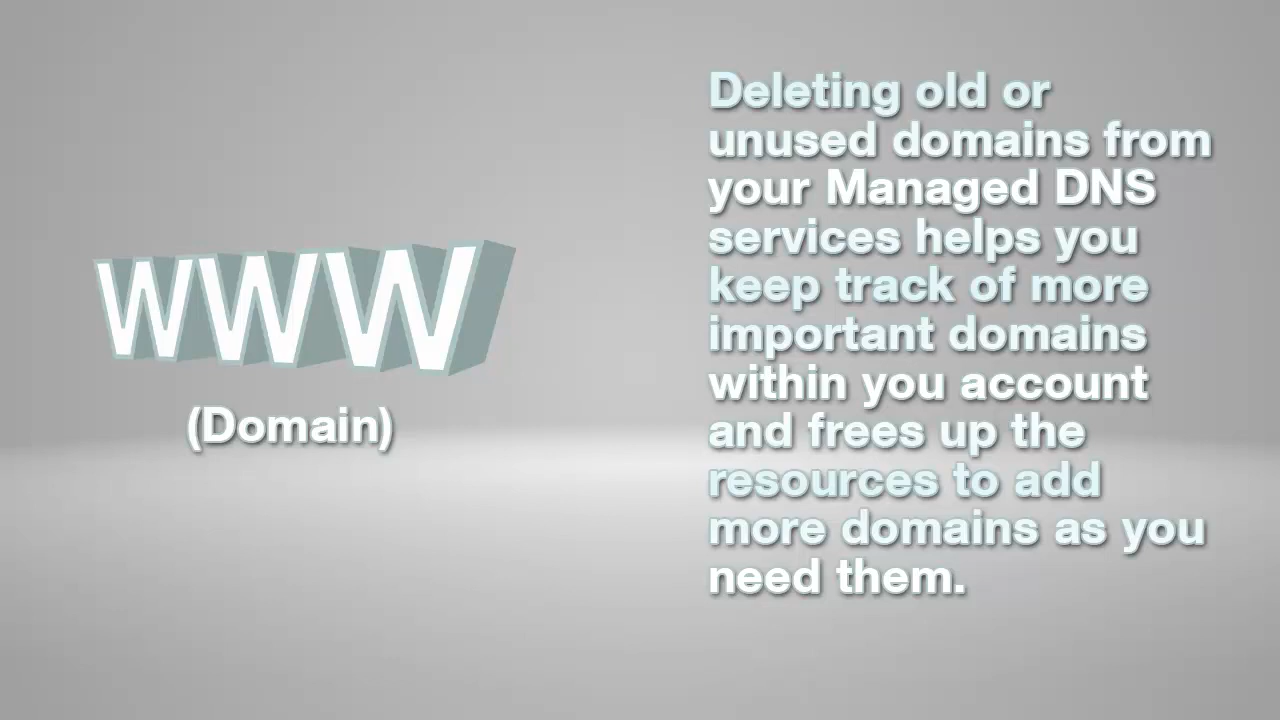 WWW
(Domain)
Deleting old or
unused domains from
your Managed DNS
services helps you
keep track of more
important domains
within you account
and frees up the
resources to add
more domains as you
need them.